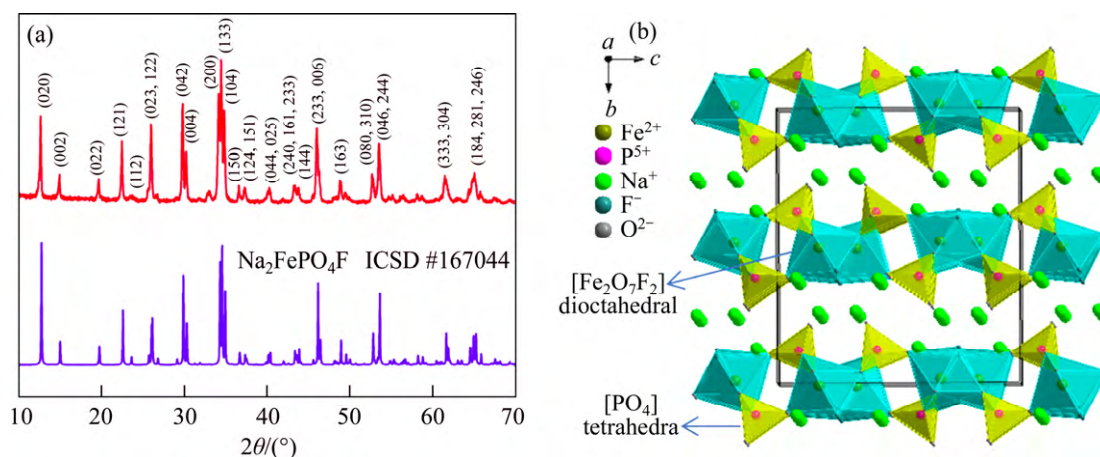 (a)
(020)
(002)
(022)
(121)
(112)
(023, 122)
(042)
(004)
(200)
(133)
(104)
(150)
(124, 151)
(044, 025)
(240, 161, 233)
(144)
(233, 006)
(163)
(080, 310)
(046, 244)
(333, 304)
(184, 281, 246)
Na₂FePO₄F ICSD #167044
10 20 30 40 50 60 70
2θ/(°)
(b)
a
c
b
Fe²⁺
P⁵⁺
Na⁺
F⁻
O²⁻
[Fe₂O₇F₂]
dioctahedral
[PO₄]
tetrahedra